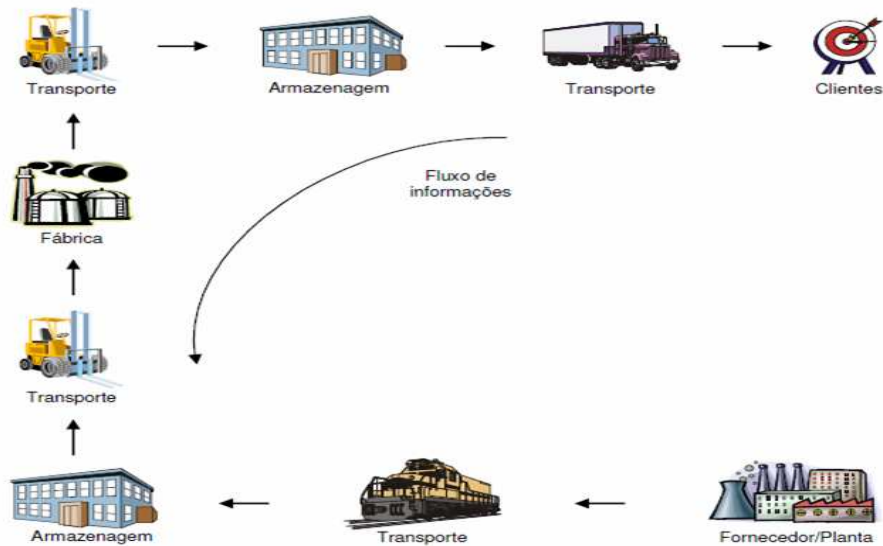 Transporte
Armazenagem
Transporte
Clientes
Fluxo de
informações
Fábrica
Transporte
Armazenagem
Transporte
Fornecedor/Planta